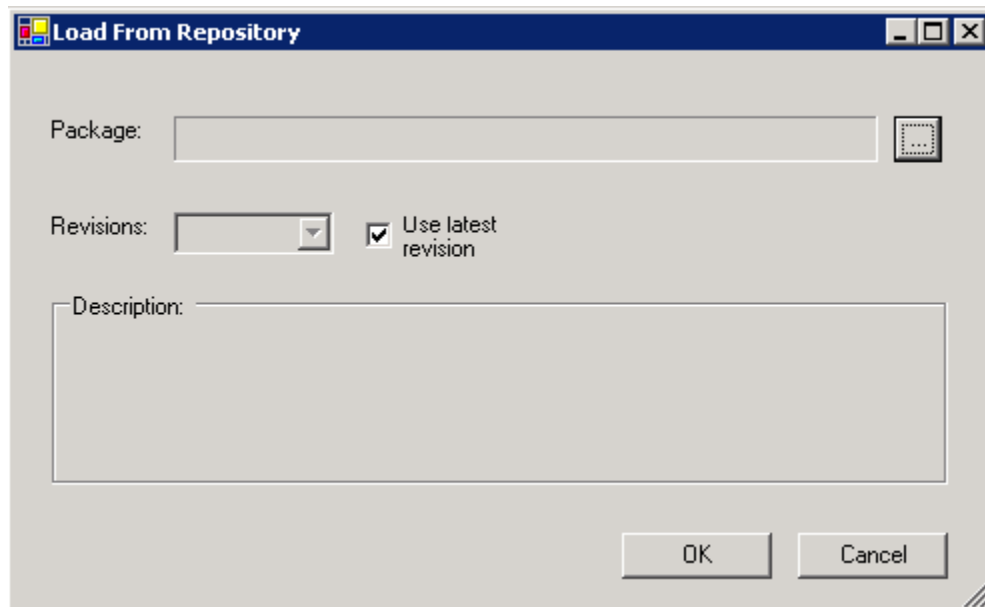 Load From Repository
Package:
...
Revisions:
Use latest
revision
Description:
OK
Cancel